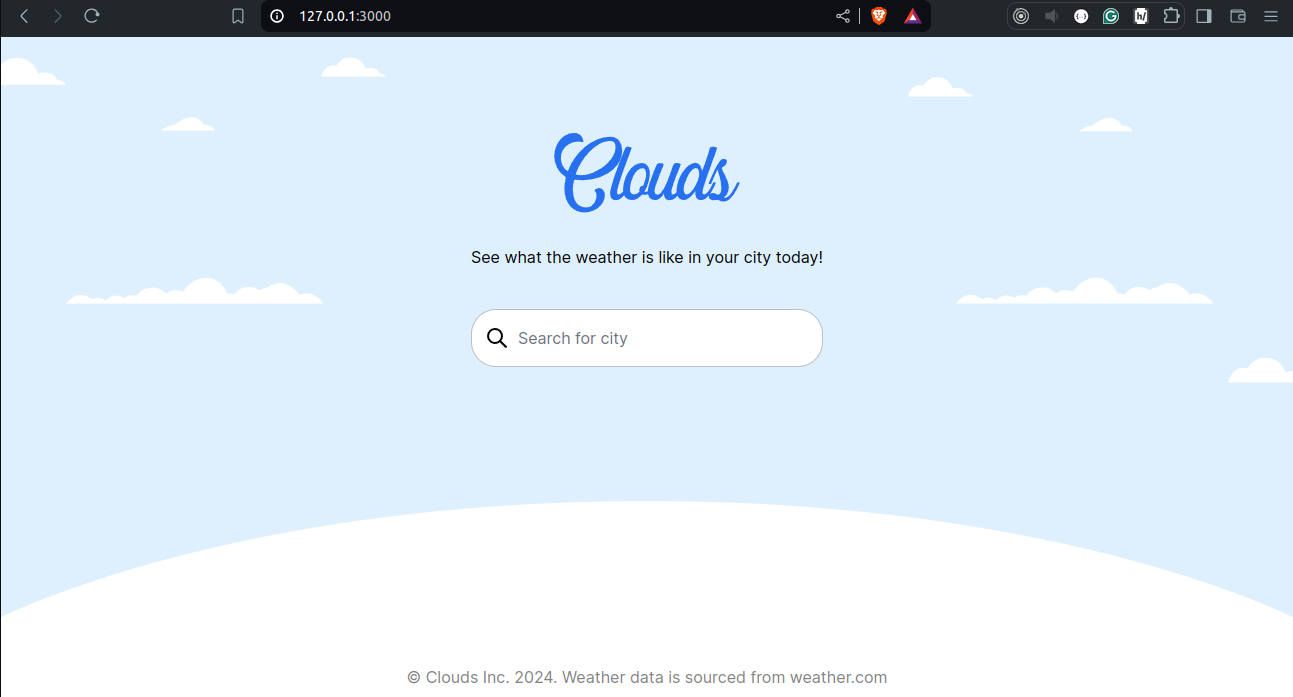 127.0.0.1:3000
h/
Clouds
See what the weather is like in your city today!
Search for city
© Clouds Inc. 2024. Weather data is sourced from weather.com